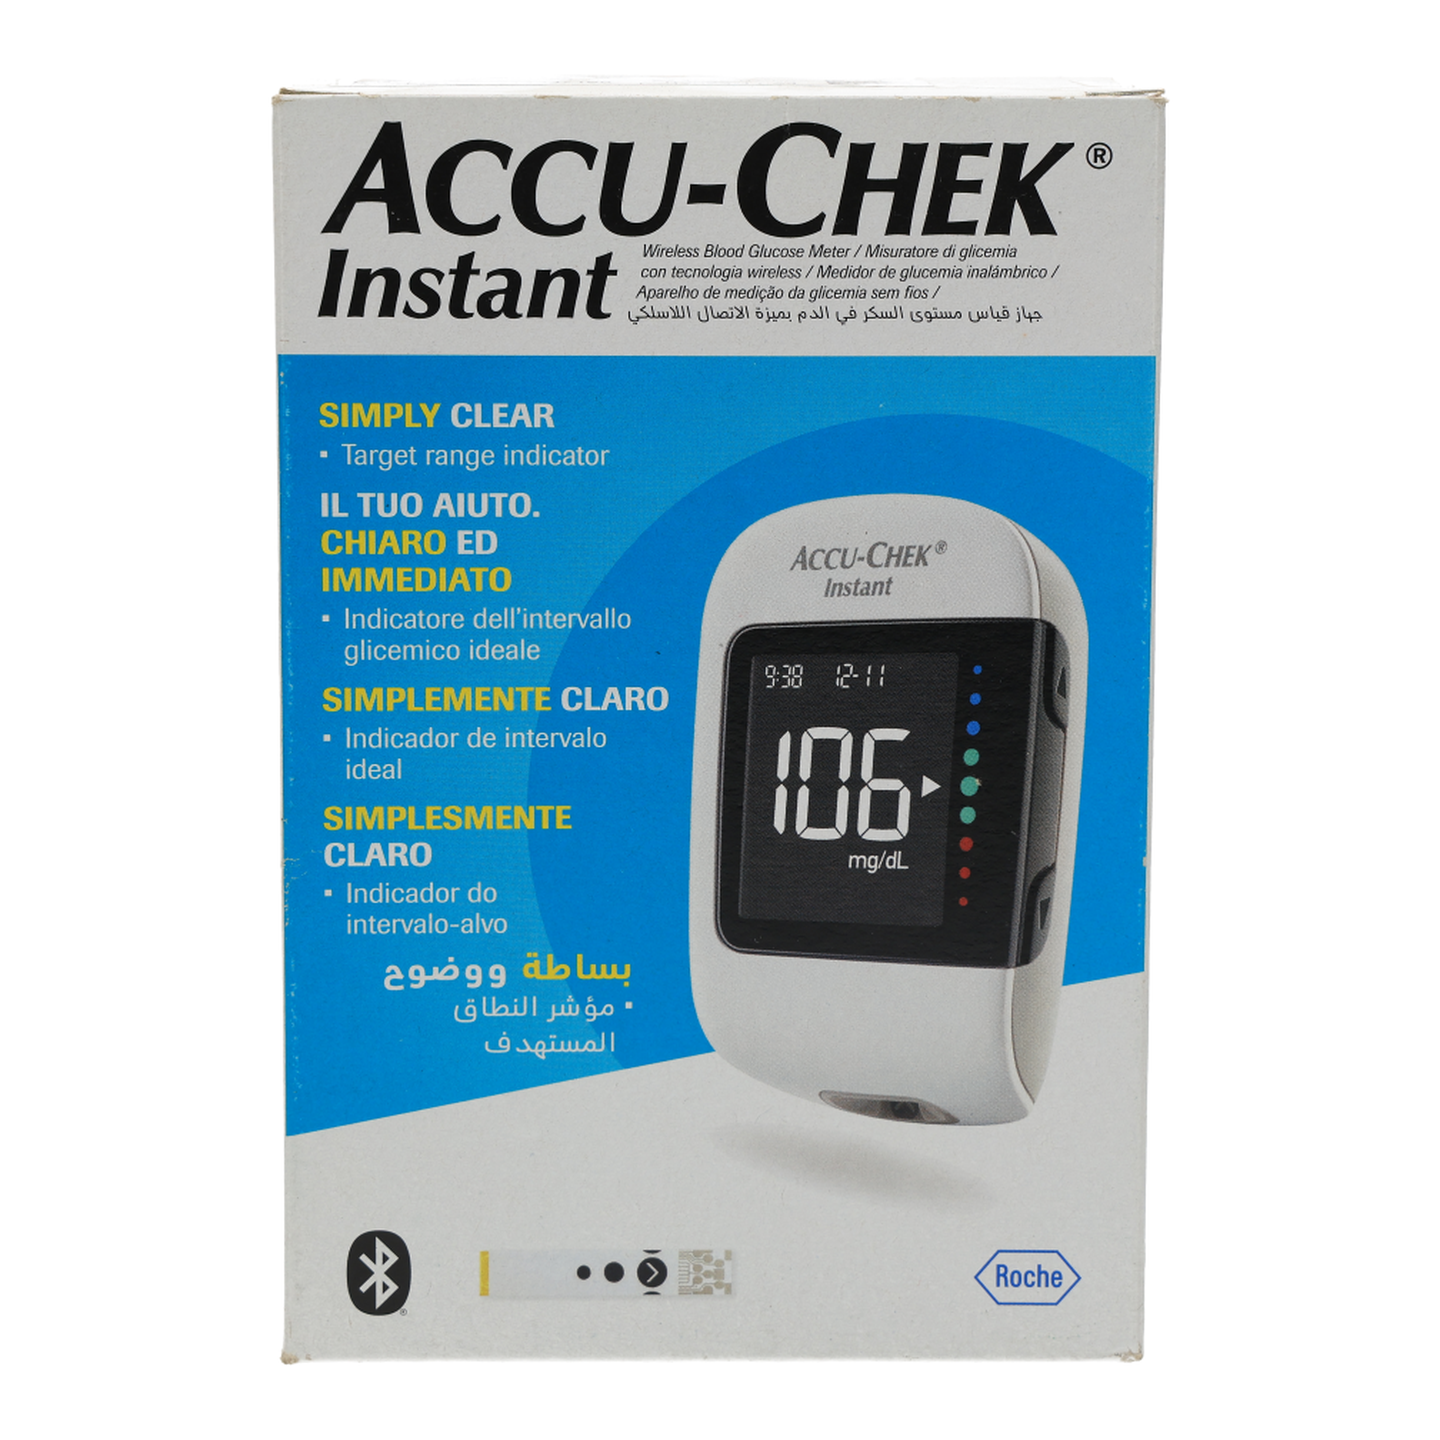 ACCU-CHEK®
Instant
Wireless Blood Glucose Meter / Misuratore di glicemia
con tecnologia wireless / Medidor de glucemia inalámbrico /
Aparelho de medição da glicemia sem fios /
جهاز قياس مستوى السكر في الدم بميزة الاتصال اللاسلكي
SIMPLY CLEAR
▪ Target range indicator
IL TUO AIUTO.
CHIARO ED
IMMEDIATO
▪ Indicatore dell'intervallo
glicemico ideale
SIMPLEMENTE CLARO
▪ Indicador de intervalo
ideal
SIMPLESMENTE
CLARO
▪ Indicador do
intervalo-alvo
بساطة ووضوح
▪ مؤشر النطاق
المستهدف
ACCU-CHEK®
Instant
9:38 12-11
106
mg/dL
Roche